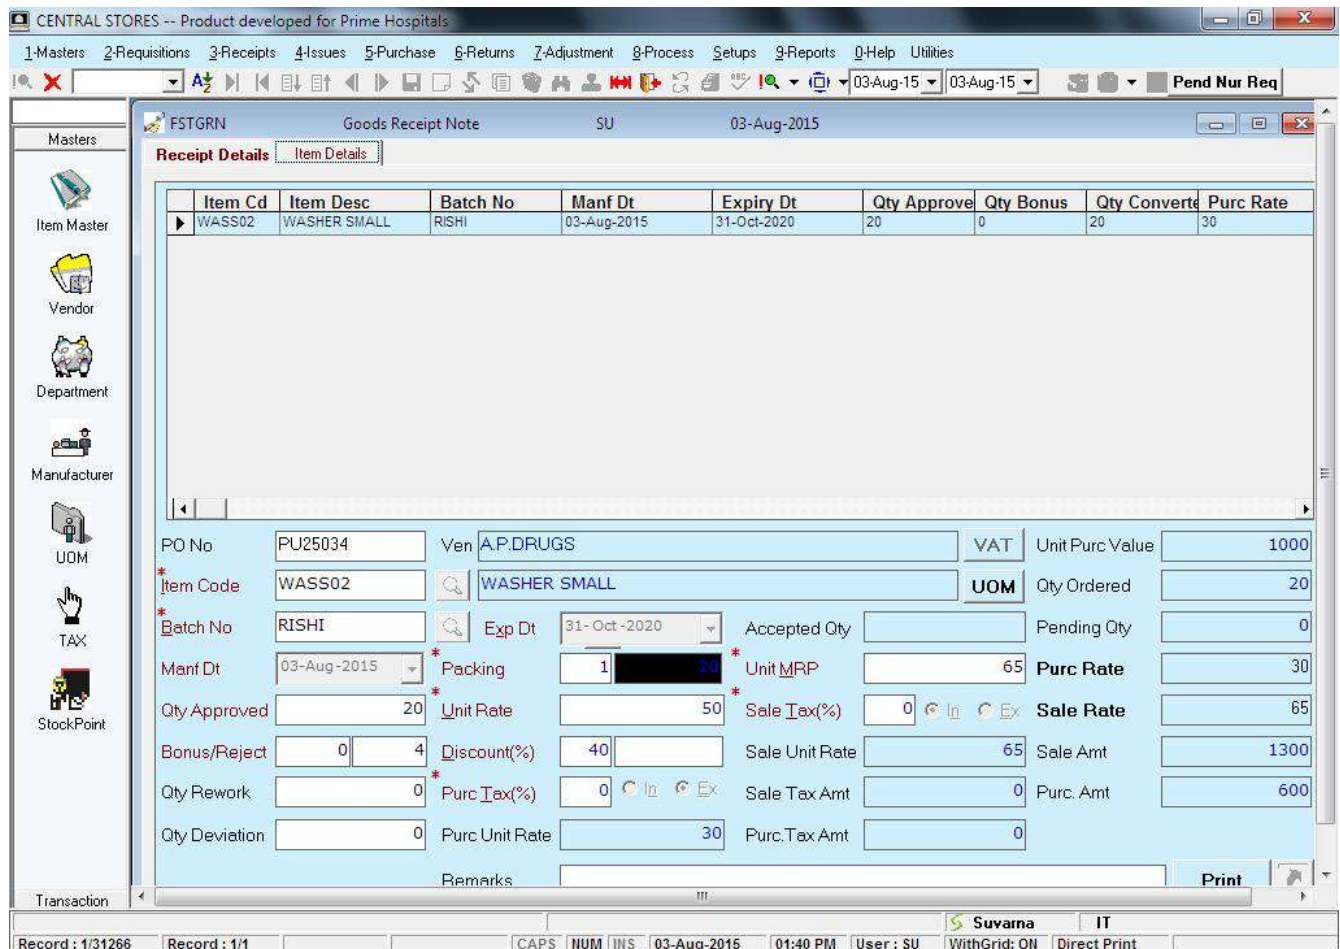 CENTRAL STORES -- Product developed for Prime Hospitals
1-Masters 2-Requisitions 3-Receipts 4-Issues 5-Purchase 6-Returns 7-Adjustment 8-Process Setups 9-Reports 0-Help Utilities
03-Aug-15 03-Aug-15 Pend Nur Req
Masters
Item Master
Vendor
Department
Manufacturer
UOM
TAX
StockPoint
Transaction
FSTGRN Goods Receipt Note SU 03-Aug-2015
Receipt Details Item Details
Item Cd Item Desc Batch No Manf Dt Expiry Dt Qty Approve Qty Bonus Qty Converte Purc Rate
WASS02 WASHER SMALL RISHI 03-Aug-2015 31-Oct-2020 20 0 20 30
PO No PU25034 Ven A.P.DRUGS VAT Unit Purc Value 1000
* Item Code WASS02 WASHER SMALL UOM Qty Ordered 20
* Batch No RISHI Exp Dt 31-Oct-2020 Accepted Qty Pending Qty 0
Manf Dt 03-Aug-2015 * Packing 1 20 * Unit MRP 65 Purc Rate 30
Qty Approved 20 * Unit Rate 50 * Sale Tax(%) 0 In Ex Sale Rate 65
Bonus/Reject 0 4 Discount(%) 40 Sale Unit Rate 65 Sale Amt 1300
Qty Rework 0 * Purc Tax(%) 0 In Ex Sale Tax Amt 0 Purc. Amt 600
Qty Deviation 0 Purc Unit Rate 30 Purc.Tax Amt 0
Remarks Print
Suvarna IT
Record : 1/31266 Record : 1/1 CAPS NUM INS 03-Aug-2015 01:40 PM User : SU WithGrid: ON Direct Print